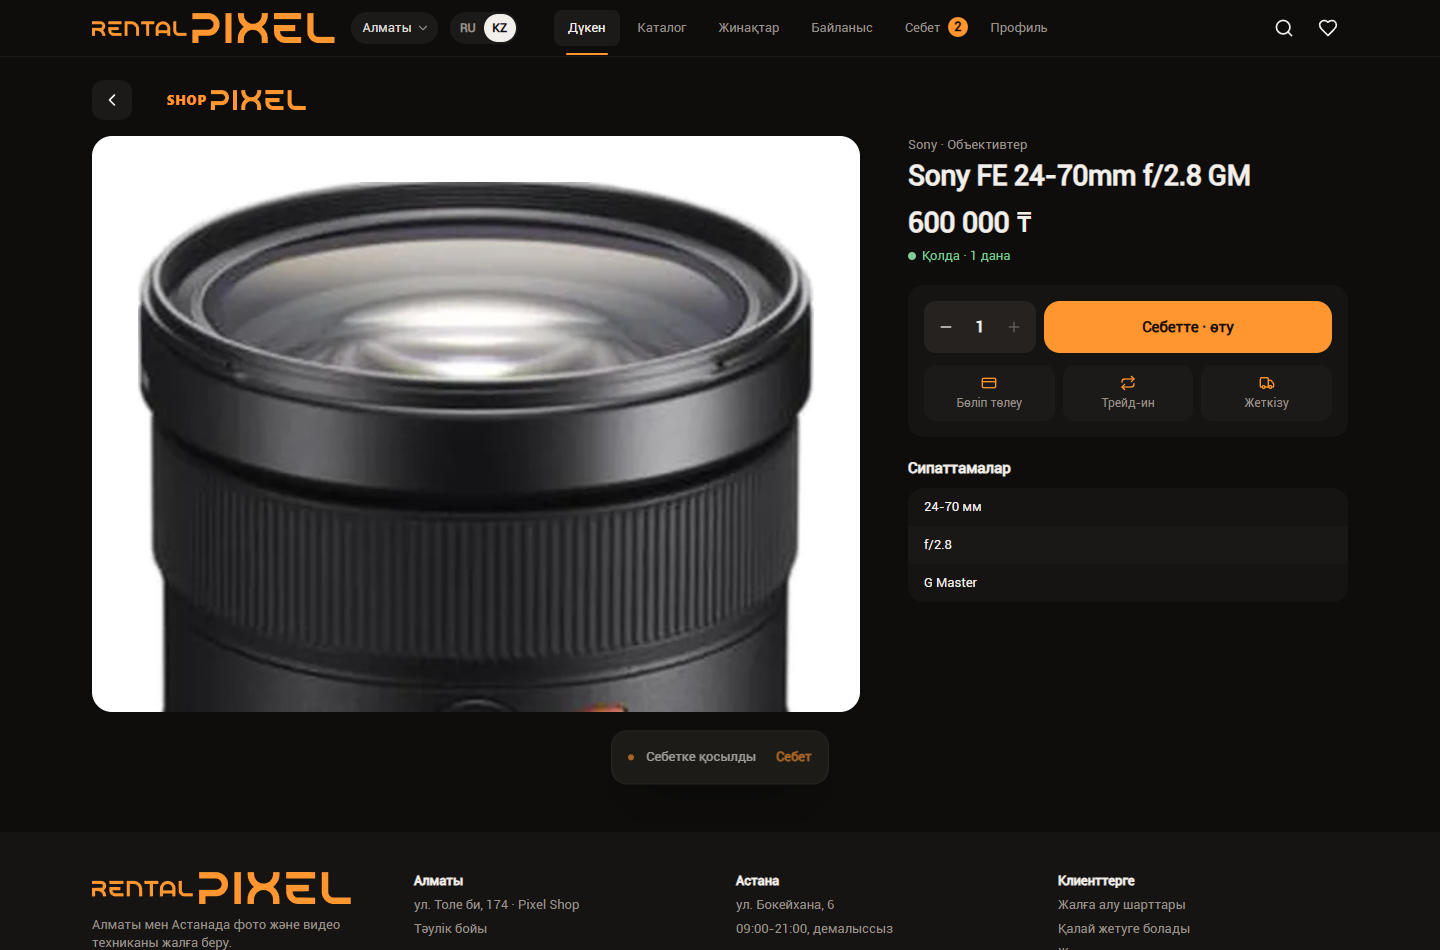 RENTAL PIXEL Алматы RU KZ Дүкен Каталог Жинақтар Байланыс Себет 2 Профиль
SHOP PIXEL
Sony · Объективтер
Sony FE 24-70mm f/2.8 GM
600 000 ₸
Қолда · 1 дана
− 1 + Себетте · өту
Бөліп төлеу Трейд-ин Жеткізу
Сипаттамалар
24-70 мм
f/2.8
G Master
Себетке қосылды Себет
RENTAL PIXEL
Алматы мен Астанада фото және видео
техниканы жалға беру.
Алматы
ул. Толе би, 174 · Pixel Shop
Тәулік бойы
Астана
ул. Бокейхана, 6
09:00-21:00, демалыссыз
Клиенттерге
Жалға алу шарттары
Қалай жетуге болады